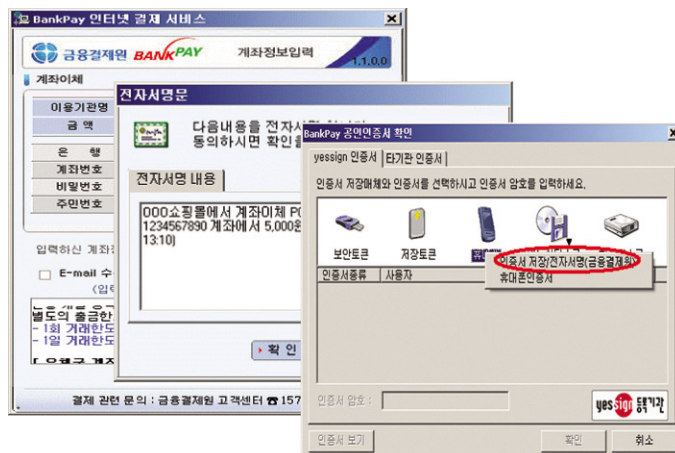 BankPay 인터넷 결제 서비스
금융결제원 BANKPAY 계좌정보입력
1.1.0.0
계좌이체
이용기관명
금 액
은 행
계좌번호
비밀번호
주민번호
입력하신
E-mail
별도의 출금한
- 1회 거래한도
- 1일 거래한도
결제 관련 문의 : 금융결제원 고객센터 ☎ 157
전자서명문
다음내용을
동의하시면 확인을
전자서명 내용
OOO쇼핑몰에서 계좌이체
1234567890 계좌에서 5,000원
13:10)
확 인
BankPay 공인인증서 확인
yessign 인증서 타기관 인증서
인증서 저장매체와 인증서를 선택하시고 인증서 암호를 입력하세요.
보안토큰 저장토큰
인증서 저장/전자서명(금융결제원)
휴대폰인증서
인증서종류 사용자
인증서 암호 :
yessign 등록기관
인증서 보기 확인 취소